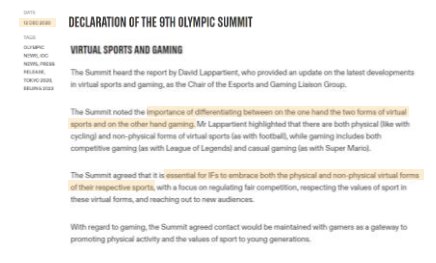 DATE
12 DEC 2020
TAGS
OLYMPIC
NEWS, IOC
NEWS, PRESS
RELEASE,
TOKYO 2020,
BEIJING 2022
DECLARATION OF THE 9TH OLYMPIC SUMMIT
VIRTUAL SPORTS AND GAMING
The Summit heard the report by David Lappartient, who provided an update on the latest developments
in virtual sports and gaming, as the Chair of the Esports and Gaming Liaison Group.
The Summit noted the importance of differentiating between on the one hand the two forms of virtual
sports and on the other hand gaming. Mr Lappartient highlighted that there are both physical (like with
cycling) and non-physical forms of virtual sports (as with football), while gaming includes both
competitive gaming (as with League of Legends) and casual gaming (as with Super Mario).
The Summit agreed that it is essential for IFs to embrace both the physical and non-physical virtual forms
of their respective sports, with a focus on regulating fair competition, respecting the values of sport in
these virtual forms, and reaching out to new audiences.
With regard to gaming, the Summit agreed contact would be maintained with gamers as a gateway to
promoting physical activity and the values of sport to young generations.